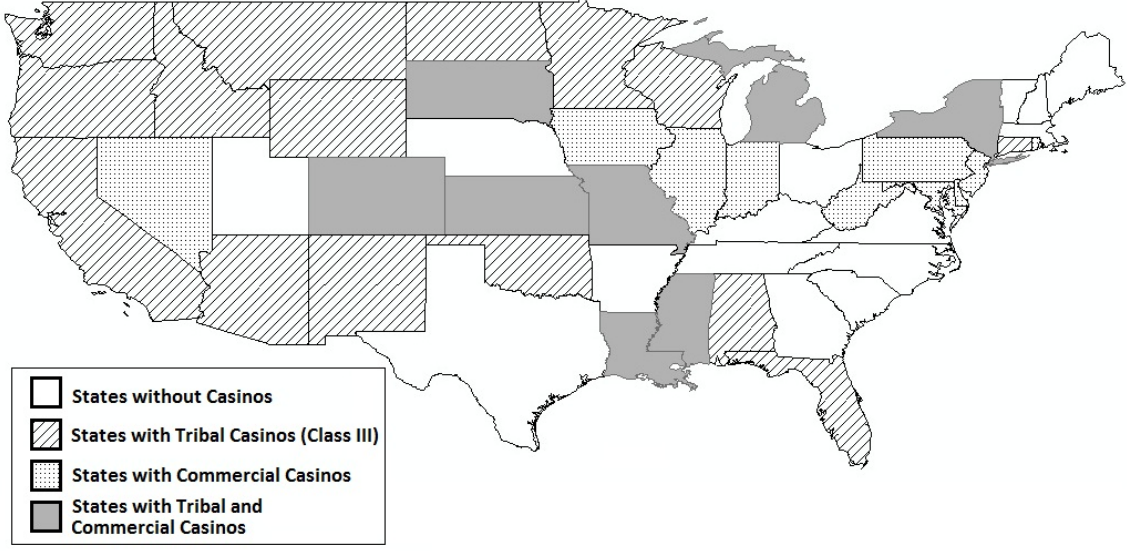 States without Casinos
States with Tribal Casinos (Class III)
States with Commercial Casinos
States with Tribal and
Commercial Casinos